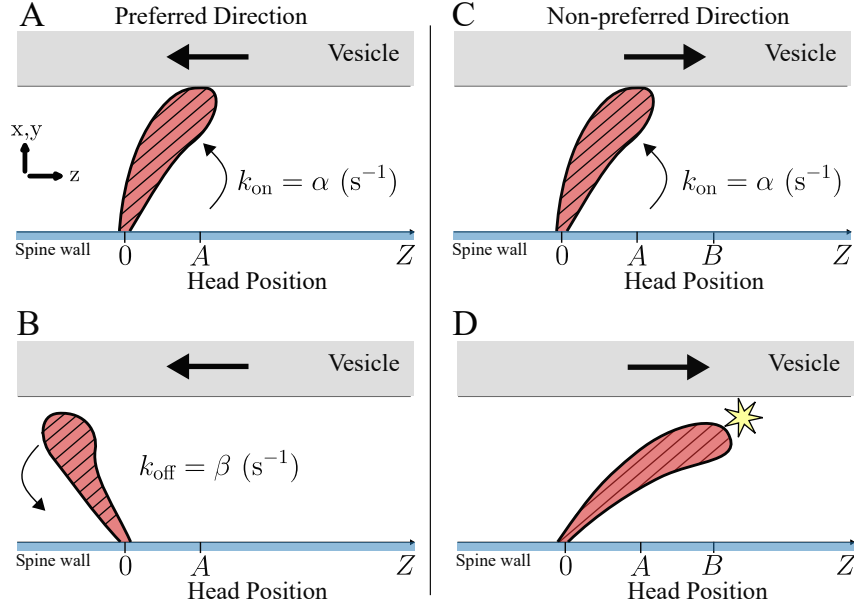 A
Preferred Direction
Vesicle
x,y
z
k_on = α (s⁻¹)
Spine wall
0
A
Z
Head Position
B
Vesicle
k_off = β (s⁻¹)
Spine wall
0
A
Z
Head Position
C
Non-preferred Direction
Vesicle
k_on = α (s⁻¹)
Spine wall
0
A
B
Z
Head Position
D
Vesicle
Spine wall
0
A
B
Z
Head Position